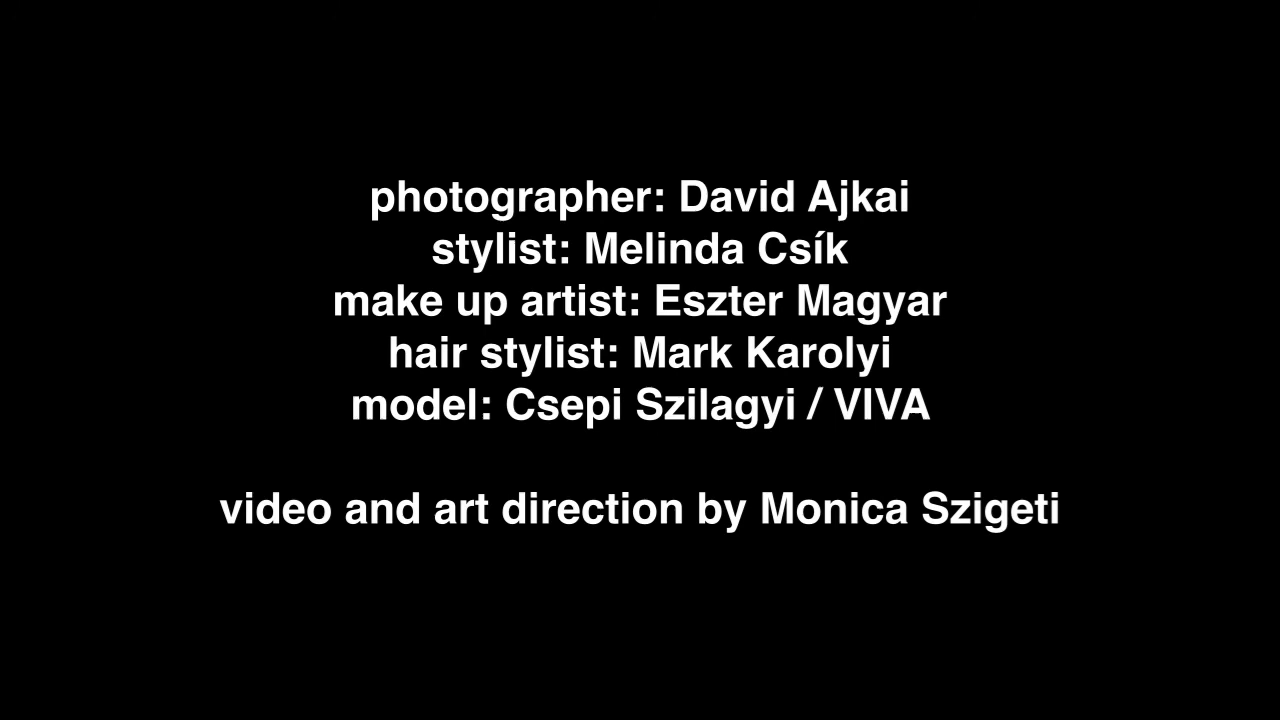 photographer: David Ajkai
stylist: Melinda Csík
make up artist: Eszter Magyar
hair stylist: Mark Karolyi
model: Csepi Szilagyi / VIVA
video and art direction by Monica Szigeti